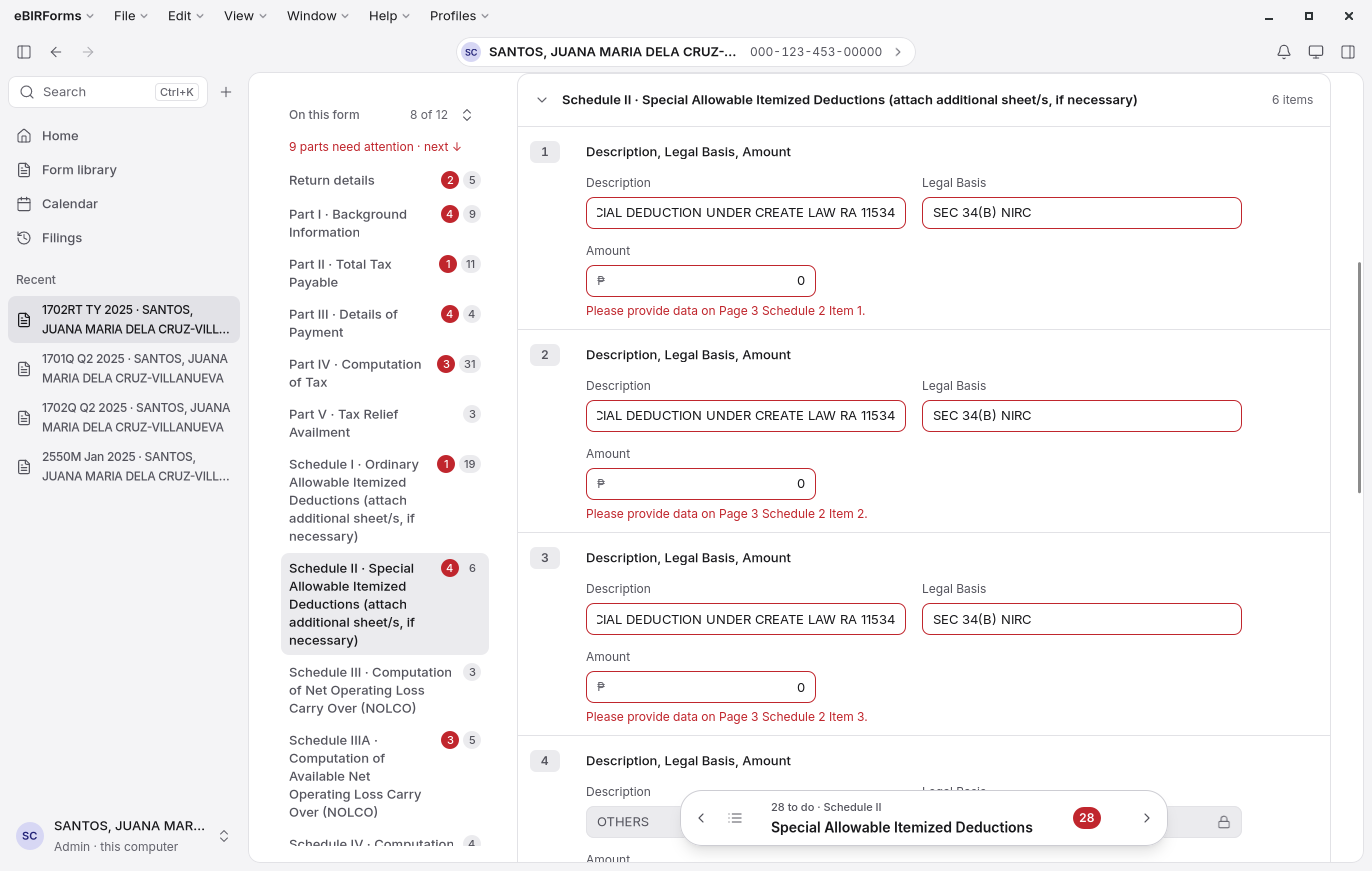 eBIRForms File Edit View Window Help Profiles
SC SANTOS, JUANA MARIA DELA CRUZ-... 000-123-453-00000
Search Ctrl+K
Home
Form library
Calendar
Filings
Recent
1702RT TY 2025 · SANTOS,
JUANA MARIA DELA CRUZ-VILL...
1701Q Q2 2025 · SANTOS, JUANA
MARIA DELA CRUZ-VILLANUEVA
1702Q Q2 2025 · SANTOS, JUANA
MARIA DELA CRUZ-VILLANUEVA
2550M Jan 2025 · SANTOS,
JUANA MARIA DELA CRUZ-VILL...
SC SANTOS, JUANA MAR...
Admin · this computer
On this form 8 of 12
9 parts need attention · next ↓
Return details 2 5
Part I · Background 4 9
Information
Part II · Total Tax 1 11
Payable
Part III · Details of 4 4
Payment
Part IV · Computation 3 31
of Tax
Part V · Tax Relief 3
Availment
Schedule I · Ordinary 1 19
Allowable Itemized
Deductions (attach
additional sheet/s, if
necessary)
Schedule II · Special 4 6
Allowable Itemized
Deductions (attach
additional sheet/s, if
necessary)
Schedule III · Computation 3
of Net Operating Loss
Carry Over (NOLCO)
Schedule IIIA · 3 5
Computation of
Available Net
Operating Loss Carry
Over (NOLCO)
Schedule IV · Computation 4
Schedule II · Special Allowable Itemized Deductions (attach additional sheet/s, if necessary) 6 items
1 Description, Legal Basis, Amount
Description Legal Basis
CIAL DEDUCTION UNDER CREATE LAW RA 11534 SEC 34(B) NIRC
Amount
₱ 0
Please provide data on Page 3 Schedule 2 Item 1.
2 Description, Legal Basis, Amount
Description Legal Basis
CIAL DEDUCTION UNDER CREATE LAW RA 11534 SEC 34(B) NIRC
Amount
₱ 0
Please provide data on Page 3 Schedule 2 Item 2.
3 Description, Legal Basis, Amount
Description Legal Basis
CIAL DEDUCTION UNDER CREATE LAW RA 11534 SEC 34(B) NIRC
Amount
₱ 0
Please provide data on Page 3 Schedule 2 Item 3.
4 Description, Legal Basis, Amount
Description Legal Basis
OTHERS
Amount
28 to do · Schedule II
Special Allowable Itemized Deductions 28